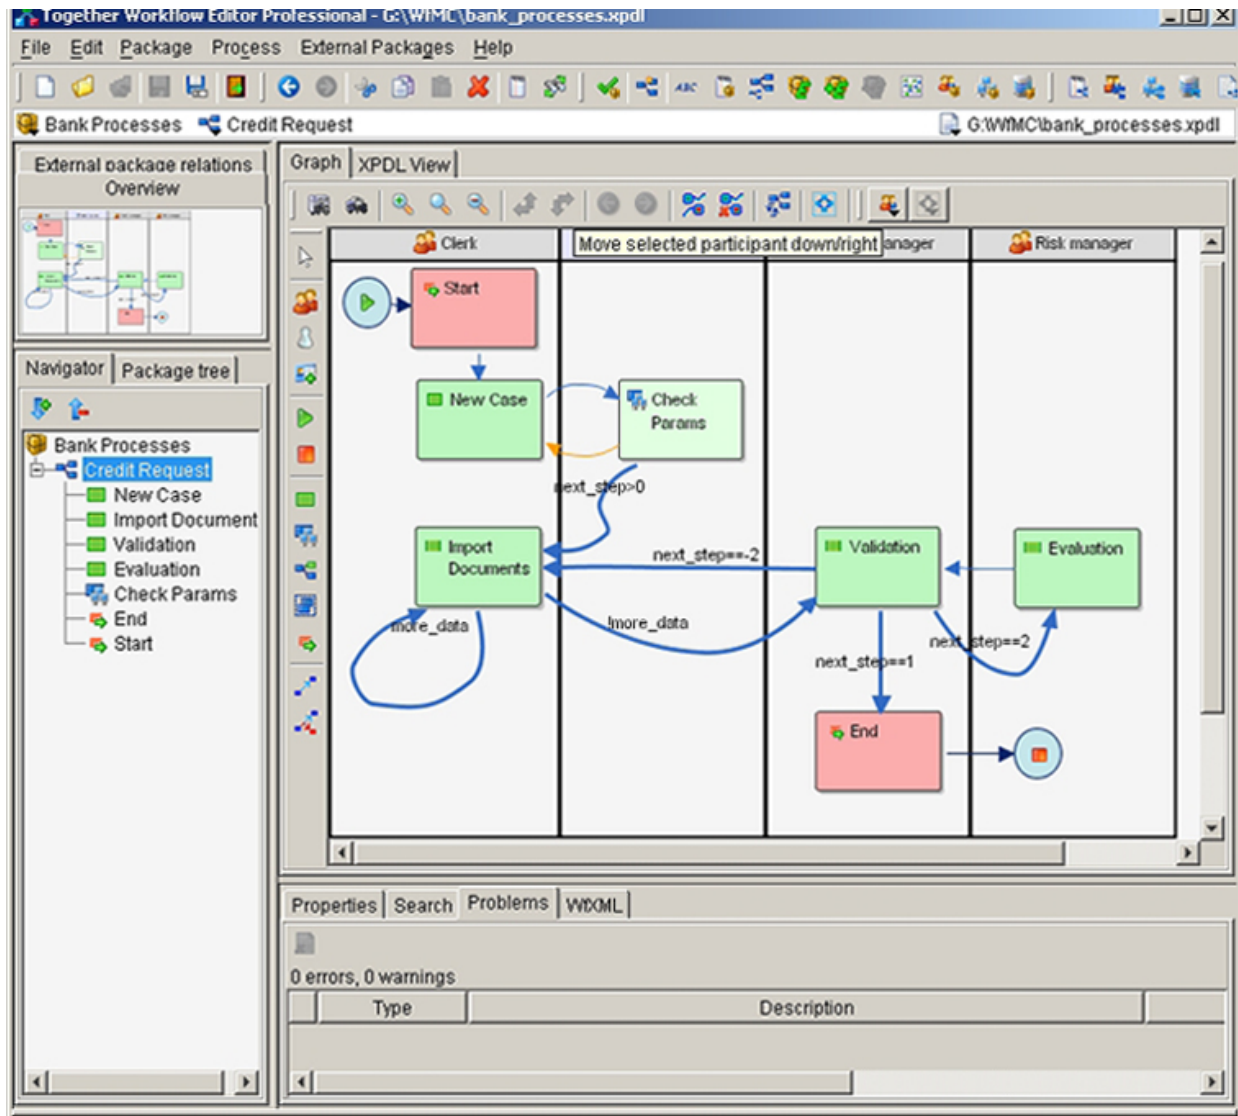 Together Workflow Editor Professional - G:\WfMC\bank_processes.xpdl
File Edit Package Process External Packages Help
Bank Processes Credit Request G:\WfMC\bank_processes.xpdl
External package relations
Overview
Graph XPDL View
Clerk Move selected participant down/right anager Risk manager
Start
New Case
Check
Params
next_step>0
Import
Documents
next_step==-2
Validation
Evaluation
more_data
!more_data
next_step==1
next_step==2
End
Navigator Package tree
Bank Processes
Credit Request
New Case
Import Document
Validation
Evaluation
Check Params
End
Start
Properties Search Problems WfXML
0 errors, 0 warnings
Type Description